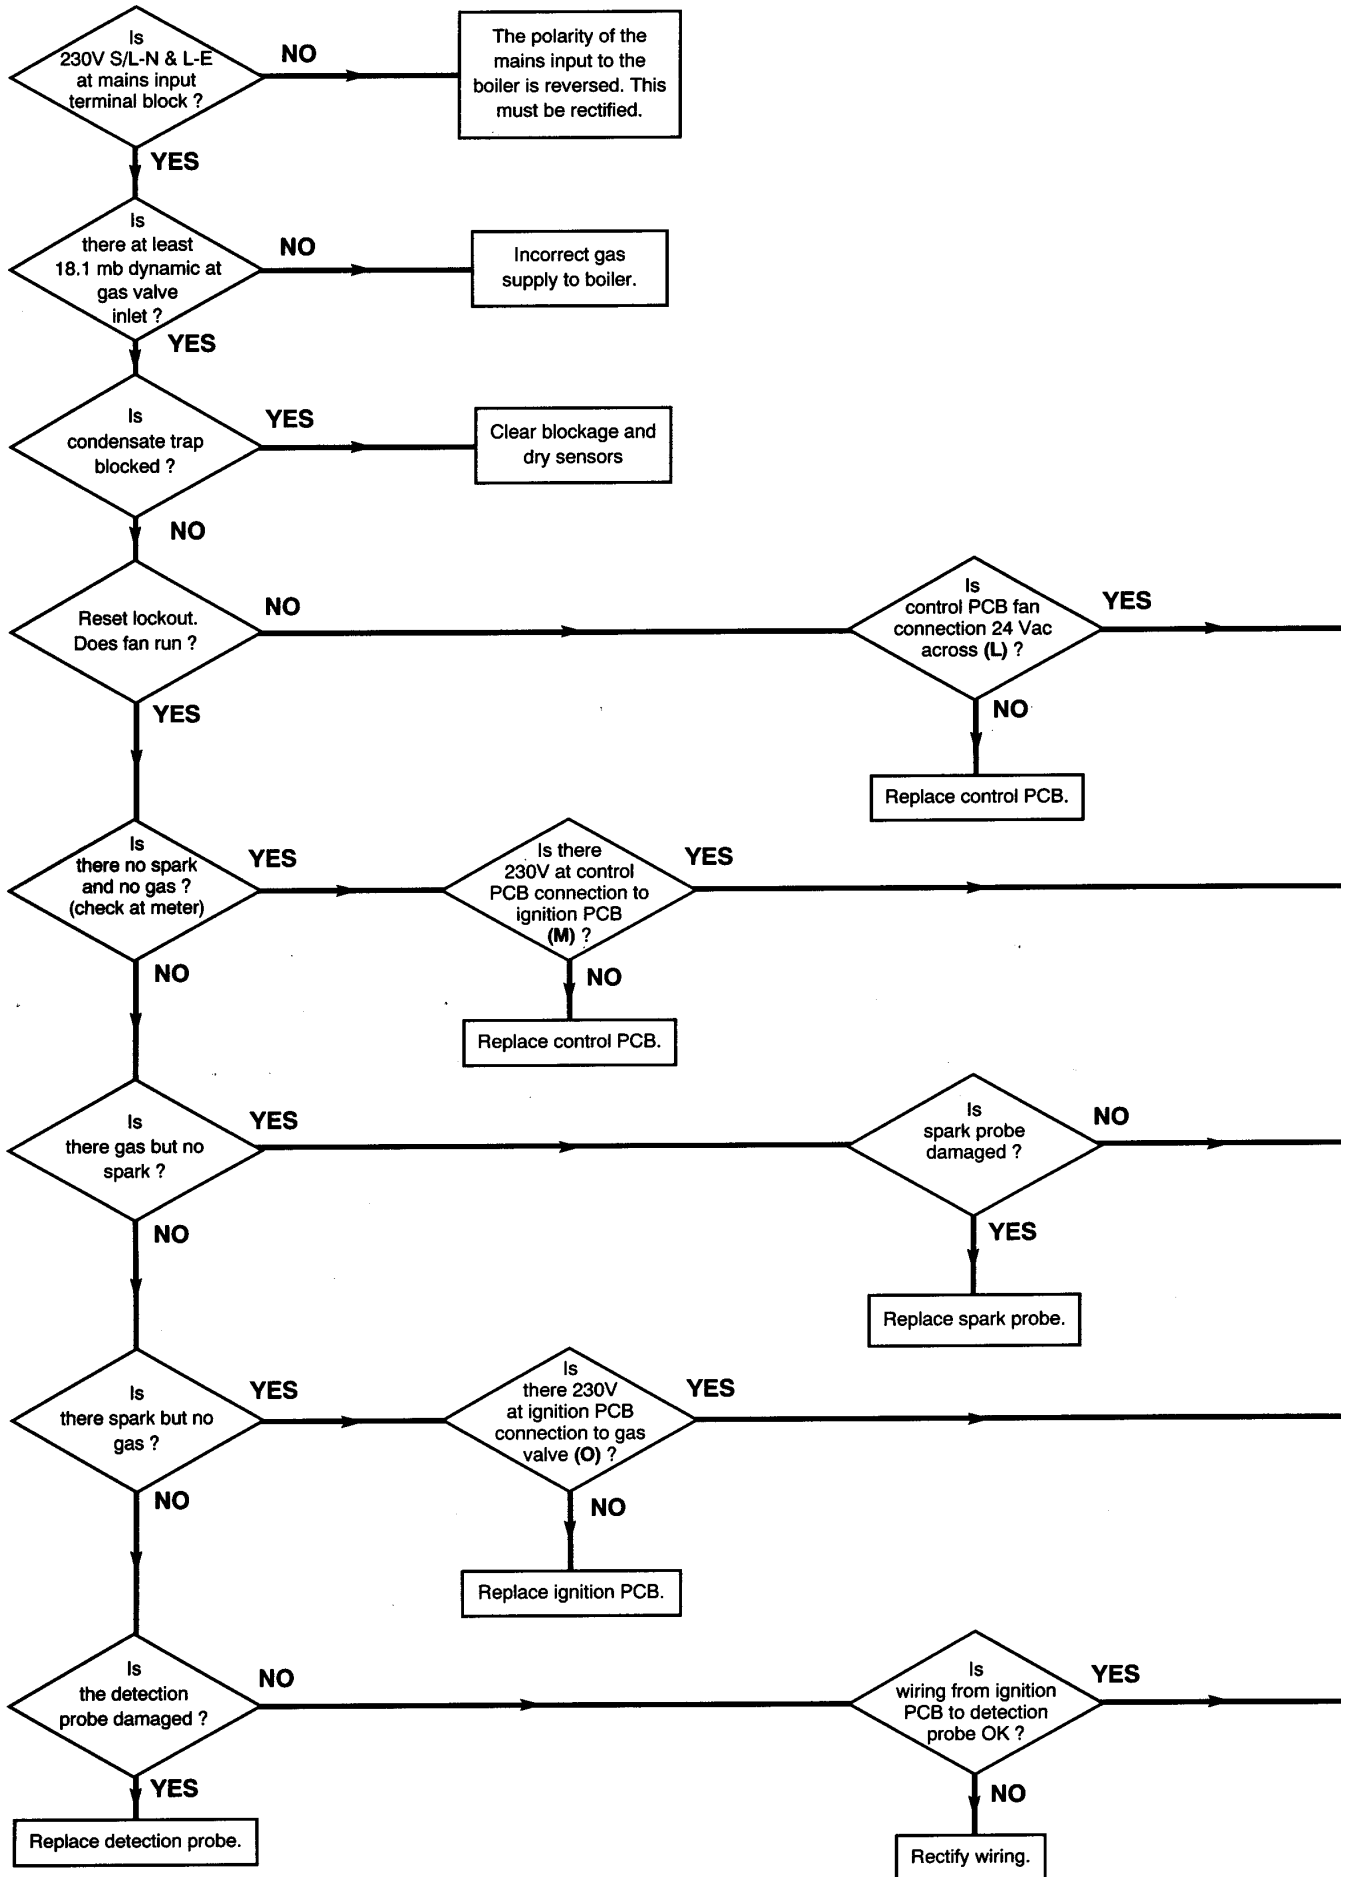 Is
230V S/L-N & L-E
at mains input
terminal block ?
NO
The polarity of the
mains input to the
boiler is reversed. This
must be rectified.
YES
Is
there at least
18.1 mb dynamic at
gas valve
inlet ?
NO
Incorrect gas
supply to boiler.
YES
Is
condensate trap
blocked ?
YES
Clear blockage and
dry sensors
NO
Reset lockout.
Does fan run ?
NO
Is
control PCB fan
connection 24 Vac
across (L) ?
YES
NO
Replace control PCB.
YES
Is
there no spark
and no gas ?
(check at meter)
YES
Is there
230V at control
PCB connection to
ignition PCB
(M) ?
YES
NO
Replace control PCB.
NO
Is
there gas but no
spark ?
YES
Is
spark probe
damaged ?
NO
YES
Replace spark probe.
NO
Is
there spark but no
gas ?
YES
Is
there 230V
at ignition PCB
connection to gas
valve (O) ?
YES
NO
Replace ignition PCB.
NO
Is
the detection
probe damaged ?
NO
Is
wiring from ignition
PCB to detection
probe OK ?
YES
NO
Rectify wiring.
YES
Replace detection probe.